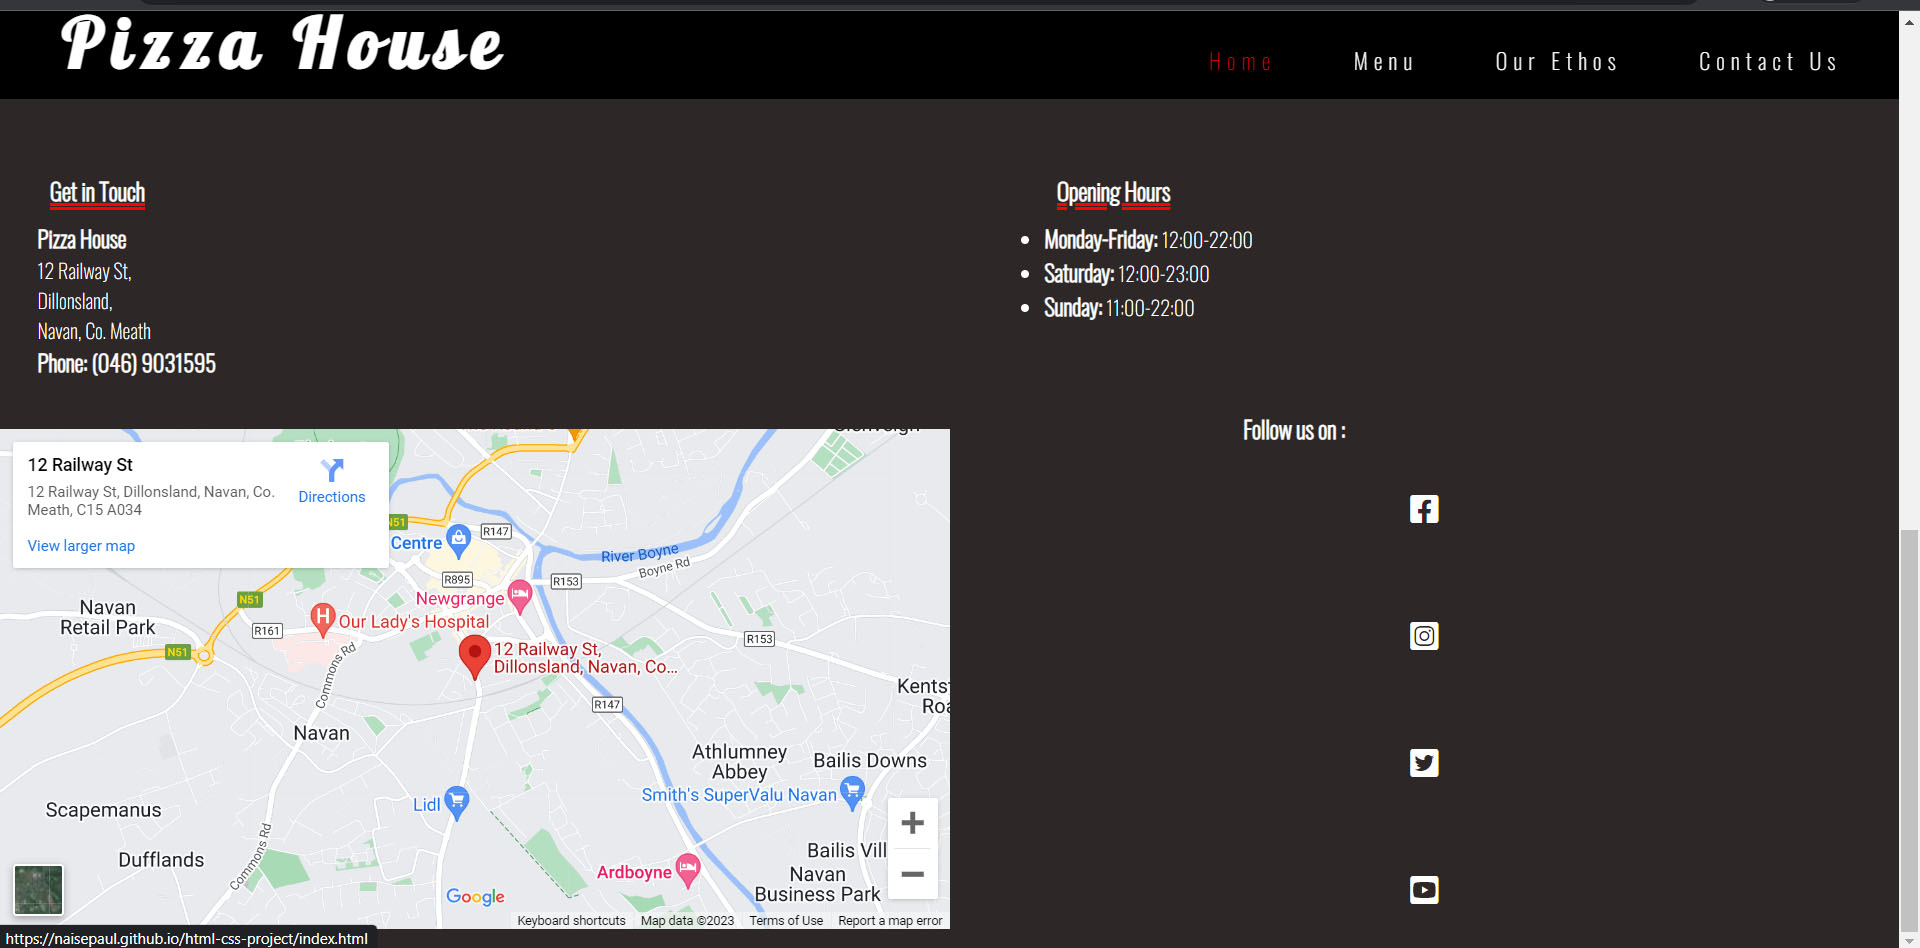 Pizza House
Home
Menu
Our Ethos
Contact Us
Get in Touch
Pizza House
12 Railway St,
Dillonsland,
Navan, Co. Meath
Phone: (046) 9031595
Opening Hours
Monday-Friday: 12:00-22:00
Saturday: 12:00-23:00
Sunday: 11:00-22:00
Follow us on :
12 Railway St
12 Railway St, Dillonsland, Navan, Co.
Meath, C15 A034
Directions
View larger map
N51
Centre
R147
River Boyne
Boyne Rd
R895
R153
Newgrange
N51
Navan
Retail Park
R161
H
Our Lady's Hospital
R153
N51
Commons Rd
12 Railway St,
Dillonsland, Navan, Co...
R147
Navan
Athlumney
Abbey
Bailis Downs
Smith's SuperValu Navan
Lidl
Scapemanus
Dufflands
Commons Rd
Ardboyne
Navan
Business Park
Google
Keyboard shortcuts
Map data ©2023
Terms of Use
Report a map error
https://naisepaul.github.io/html-css-project/index.html